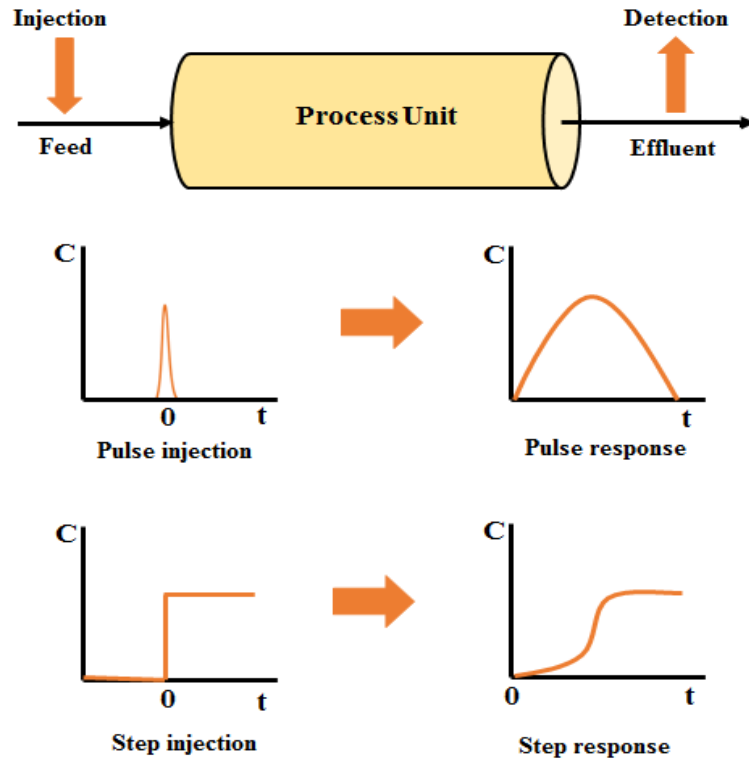 Injection
Detection
Process Unit
Feed
Effluent
C
0
t
Pulse injection
C
t
Pulse response
C
0
t
Step injection
C
0
t
Step response